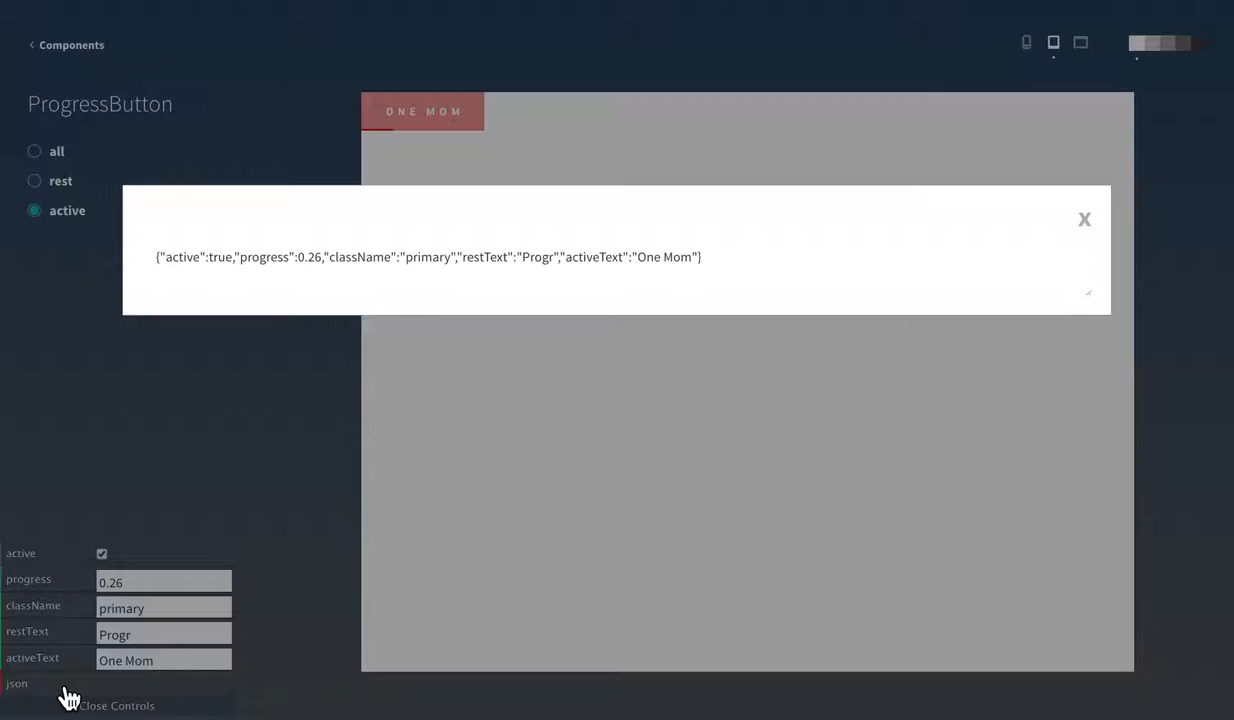 Components
ProgressButton
all
rest
active
ONE MOM
X
{"active":true,"progress":0.26,"className":"primary","restText":"Progr","activeText":"One Mom"}
active
progress 0.26
className primary
restText Progr
activeText One Mom
json
Close Controls